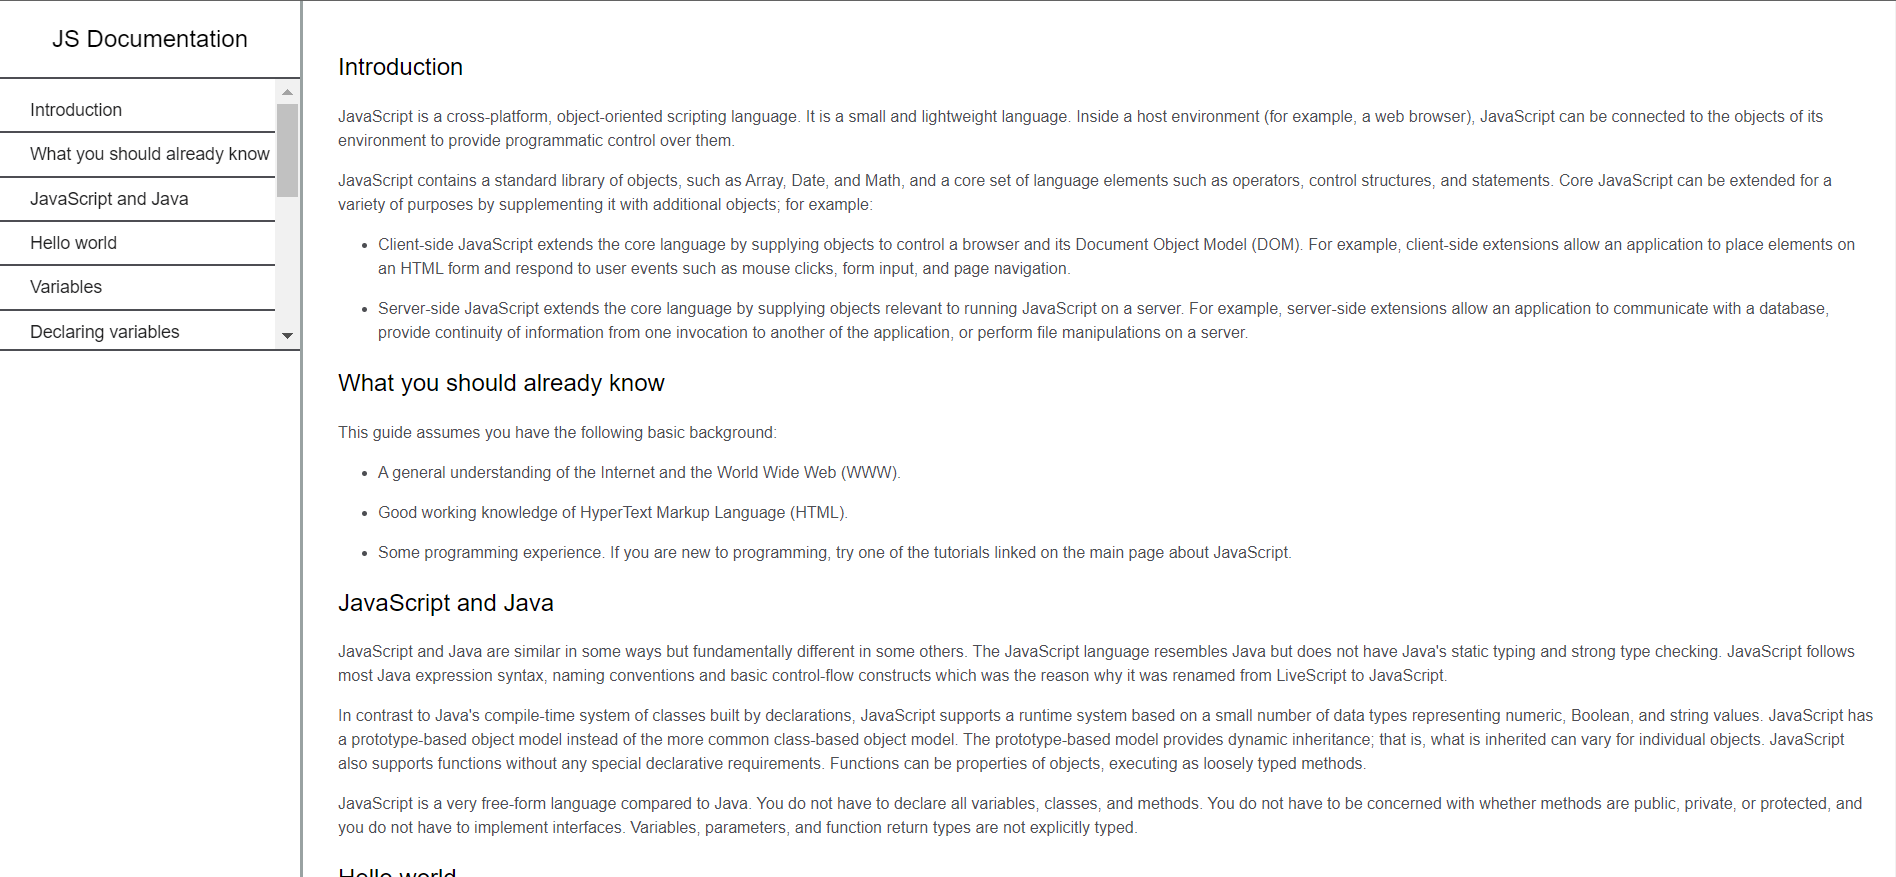 JS Documentation
Introduction
What you should already know
JavaScript and Java
Hello world
Variables
Declaring variables
Introduction
JavaScript is a cross-platform, object-oriented scripting language. It is a small and lightweight language. Inside a host environment (for example, a web browser), JavaScript can be connected to the objects of its
environment to provide programmatic control over them.
JavaScript contains a standard library of objects, such as Array, Date, and Math, and a core set of language elements such as operators, control structures, and statements. Core JavaScript can be extended for a
variety of purposes by supplementing it with additional objects; for example:
• Client-side JavaScript extends the core language by supplying objects to control a browser and its Document Object Model (DOM). For example, client-side extensions allow an application to place elements on
an HTML form and respond to user events such as mouse clicks, form input, and page navigation.
• Server-side JavaScript extends the core language by supplying objects relevant to running JavaScript on a server. For example, server-side extensions allow an application to communicate with a database,
provide continuity of information from one invocation to another of the application, or perform file manipulations on a server.
What you should already know
This guide assumes you have the following basic background:
• A general understanding of the Internet and the World Wide Web (WWW).
• Good working knowledge of HyperText Markup Language (HTML).
• Some programming experience. If you are new to programming, try one of the tutorials linked on the main page about JavaScript.
JavaScript and Java
JavaScript and Java are similar in some ways but fundamentally different in some others. The JavaScript language resembles Java but does not have Java's static typing and strong type checking. JavaScript follows
most Java expression syntax, naming conventions and basic control-flow constructs which was the reason why it was renamed from LiveScript to JavaScript.
In contrast to Java's compile-time system of classes built by declarations, JavaScript supports a runtime system based on a small number of data types representing numeric, Boolean, and string values. JavaScript has
a prototype-based object model instead of the more common class-based object model. The prototype-based model provides dynamic inheritance; that is, what is inherited can vary for individual objects. JavaScript
also supports functions without any special declarative requirements. Functions can be properties of objects, executing as loosely typed methods.
JavaScript is a very free-form language compared to Java. You do not have to declare all variables, classes, and methods. You do not have to be concerned with whether methods are public, private, or protected, and
you do not have to implement interfaces. Variables, parameters, and function return types are not explicitly typed.
Hello world